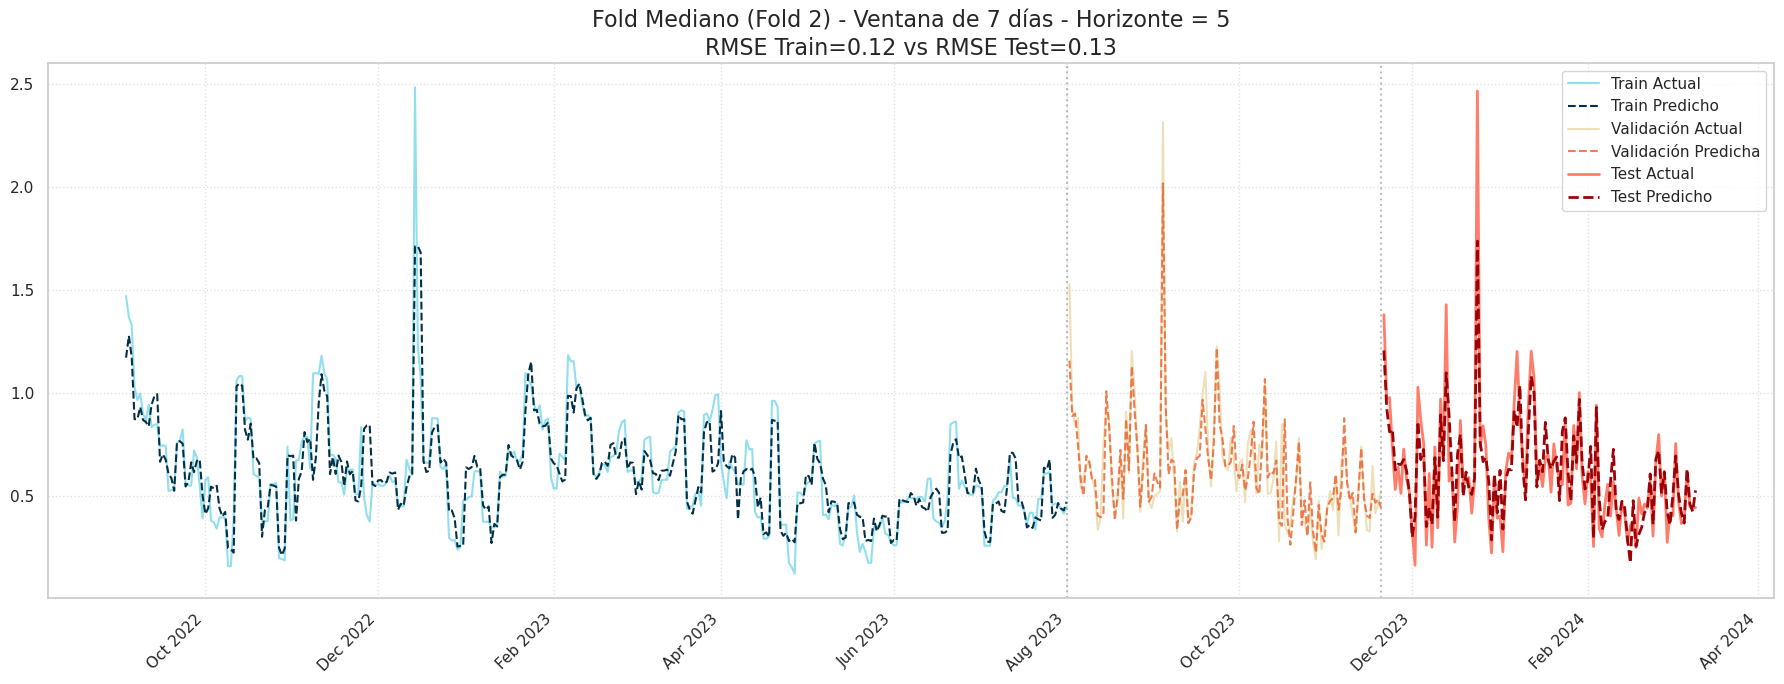 Fold Mediano (Fold 2) - Ventana de 7 días - Horizonte = 5
RMSE Train=0.12 vs RMSE Test=0.13
2.5
2.0
1.5
1.0
0.5
Train Actual
Train Predicho
Validación Actual
Validación Predicha
Test Actual
Test Predicho
Oct 2022
Dec 2022
Feb 2023
Apr 2023
Jun 2023
Aug 2023
Oct 2023
Dec 2023
Feb 2024
Apr 2024